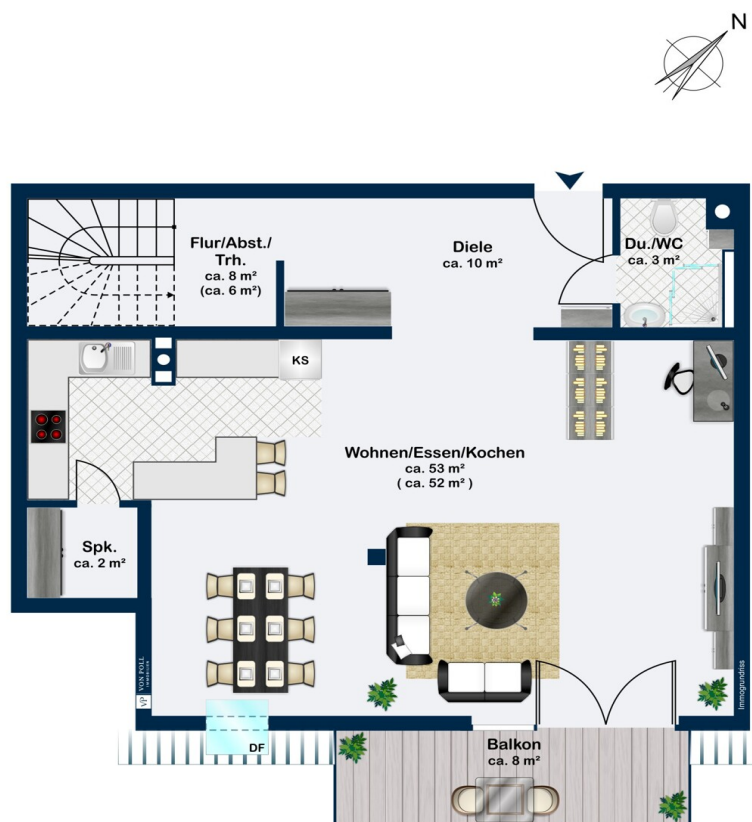 N
Flur/Abst./
Trh.
ca. 8 m²
(ca. 6 m²)
Diele
ca. 10 m²
Du./WC
ca. 3 m²
KS
Wohnen/Essen/Kochen
ca. 53 m²
( ca. 52 m² )
Spk.
ca. 2 m²
VP VON POLL
IMMOBILIEN
Immogrundriss
DF
Balkon
ca. 8 m²